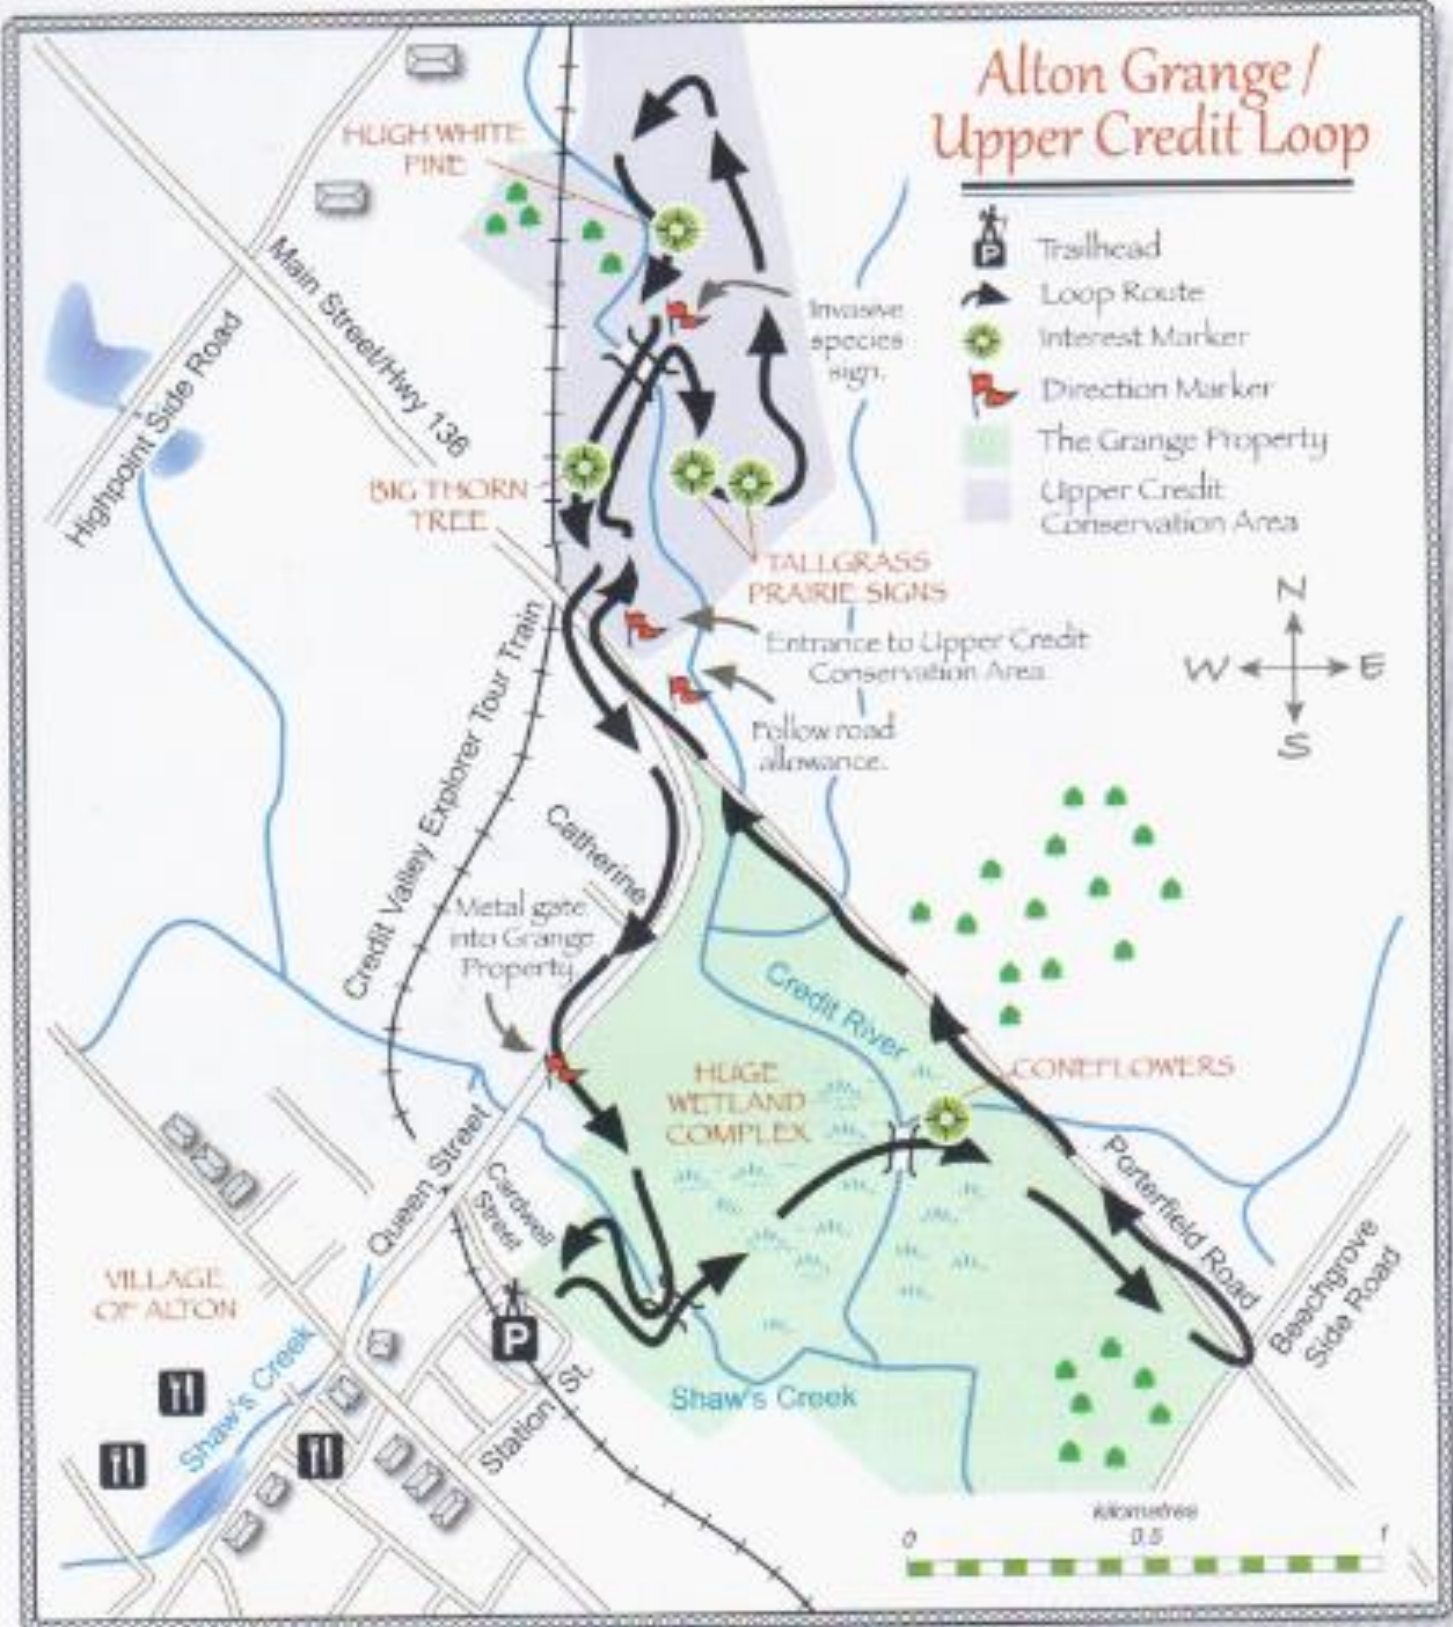 Alton Grange /
Upper Credit Loop
Trailhead
Loop Route
Interest Marker
Direction Marker
The Grange Property
Upper Credit
Conservation Area
HUGH WHITE
PINE
Main Street/Hwy 136
Highpoint Side Road
Invasive
species
sign.
BIG THORN
TREE
TALLGRASS
PRAIRIE SIGNS
Entrance to Upper Credit
Conservation Area
Follow road
allowance.
N
W
E
S
Credit Valley Explorer Tour Train
Catherine
Metal gate
into Grange
Property
Credit River
HUGE
WETLAND
COMPLEX
CONEFLOWERS
Queen Street
Cardwell
Street
Porterfield Road
Beechgrove
Side Road
VILLAGE
OF ALTON
P
Shaw's Creek
Station St.
Shaw's Creek
kilometres
0
0.5
1